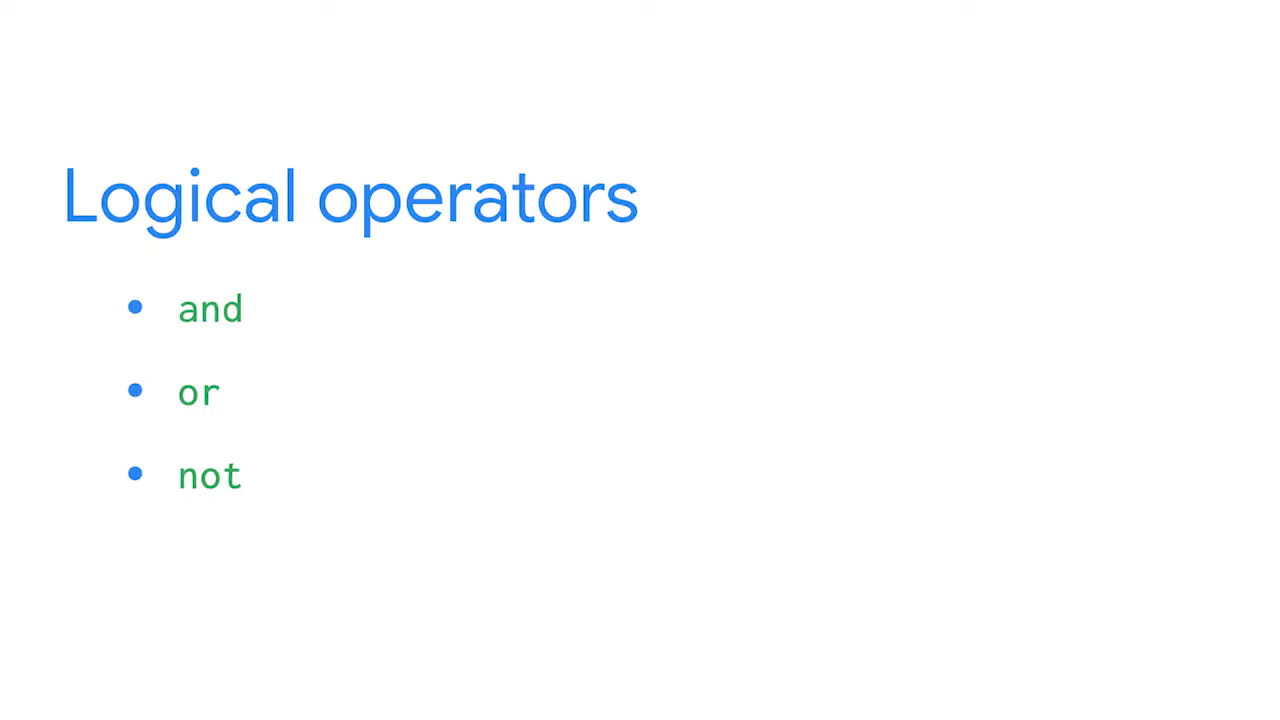 Logical operators
• and
• or
• not